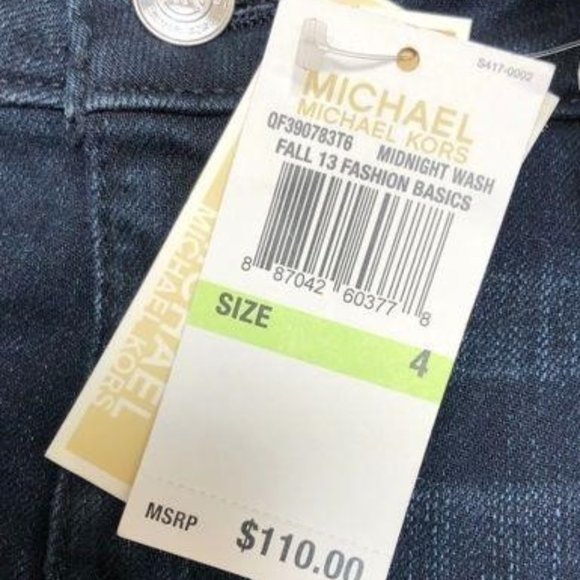 S417-0002
MICHAEL
MICHAEL KORS
QF390783T6 MIDNIGHT WASH
FALL 13 FASHION BASICS
8 87042 60377 8
SIZE 4
MSRP $110.00
MICHAEL
MICHAEL KORS